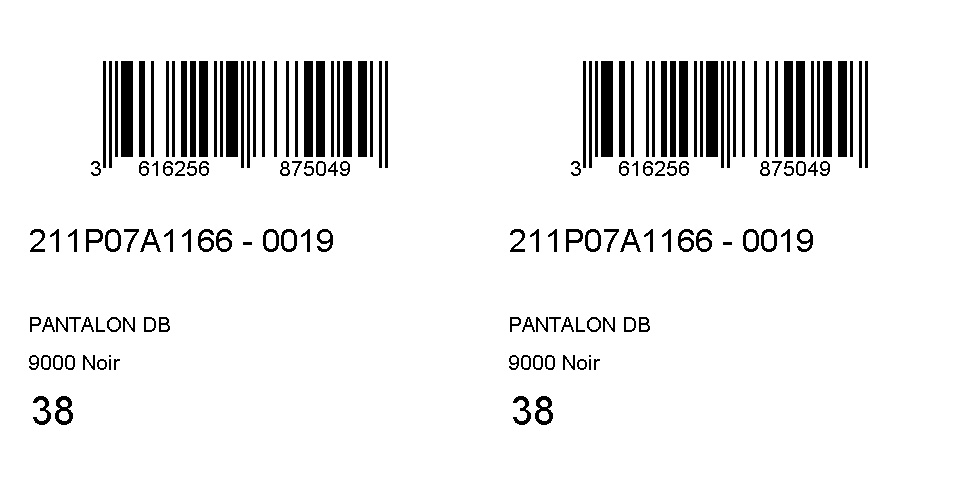 3 616256 875049
211P07A1166 - 0019
PANTALON DB
9000 Noir
38
3 616256 875049
211P07A1166 - 0019
PANTALON DB
9000 Noir
38